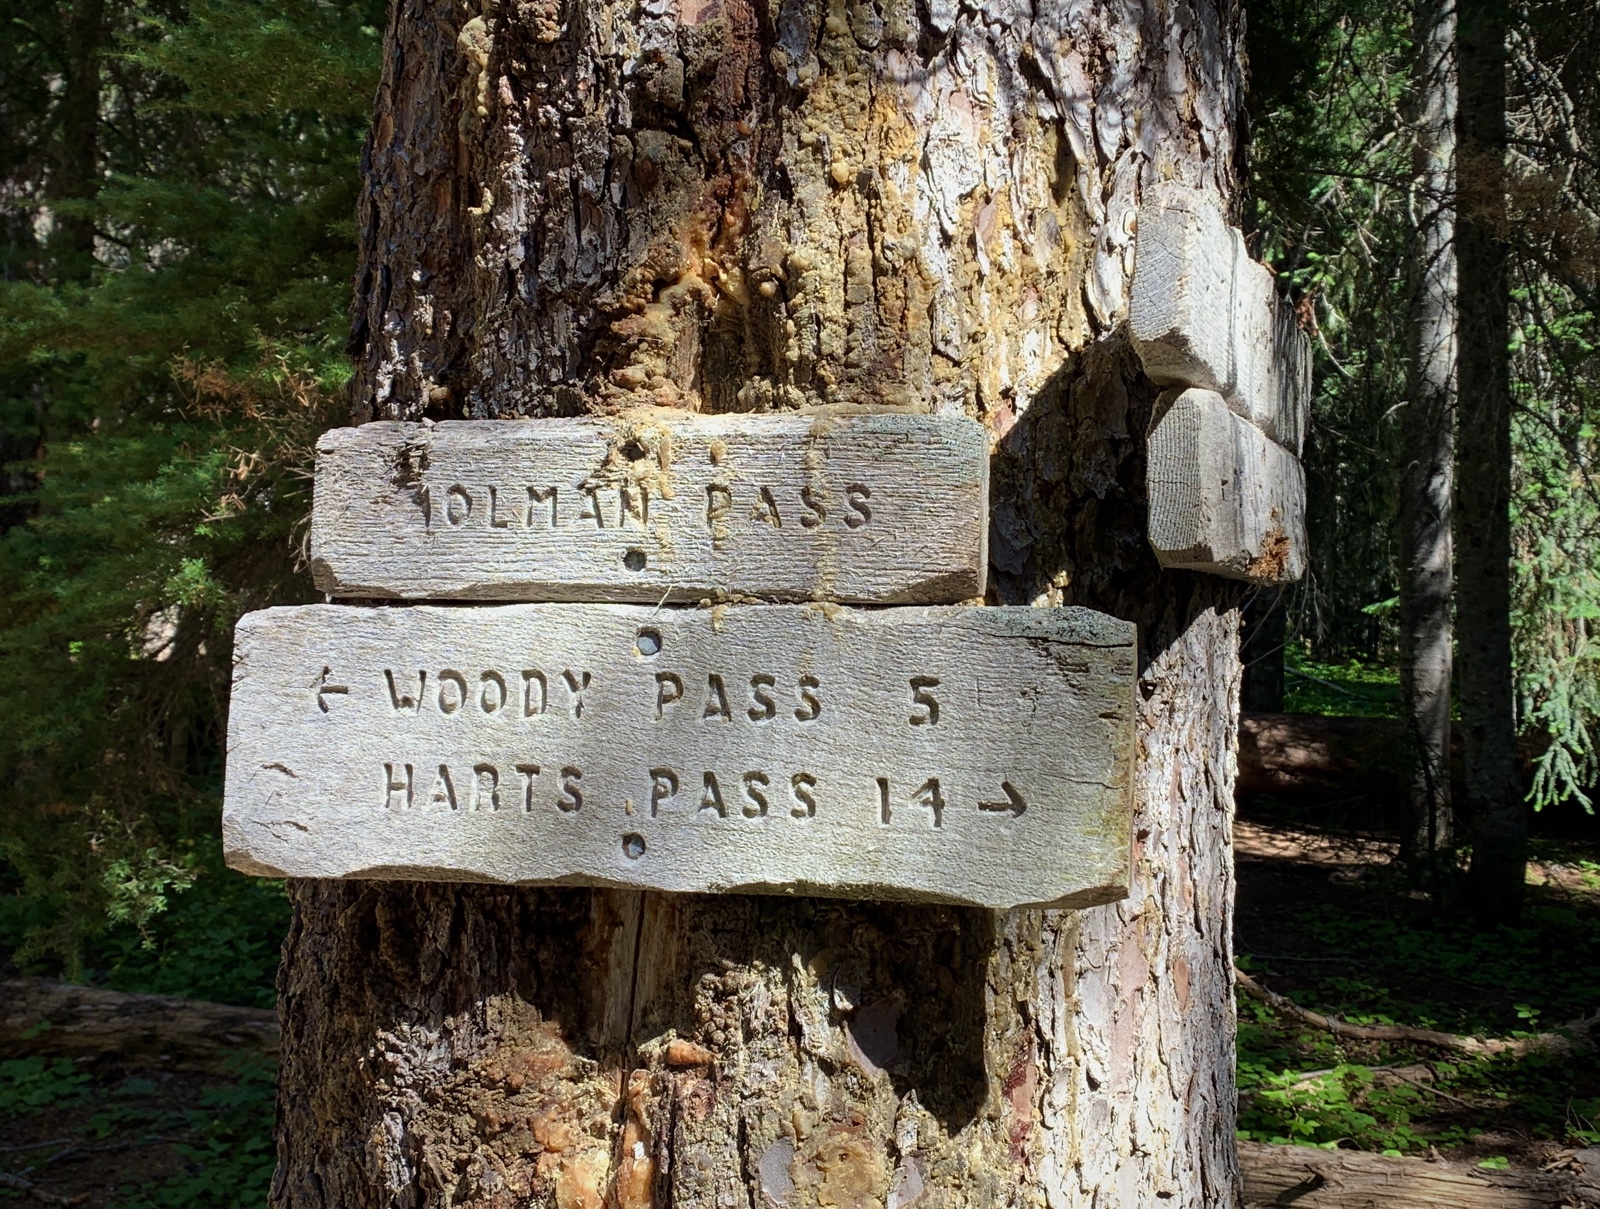 HOLMAN PASS
← WOODY PASS 5
HARTS PASS 14 →